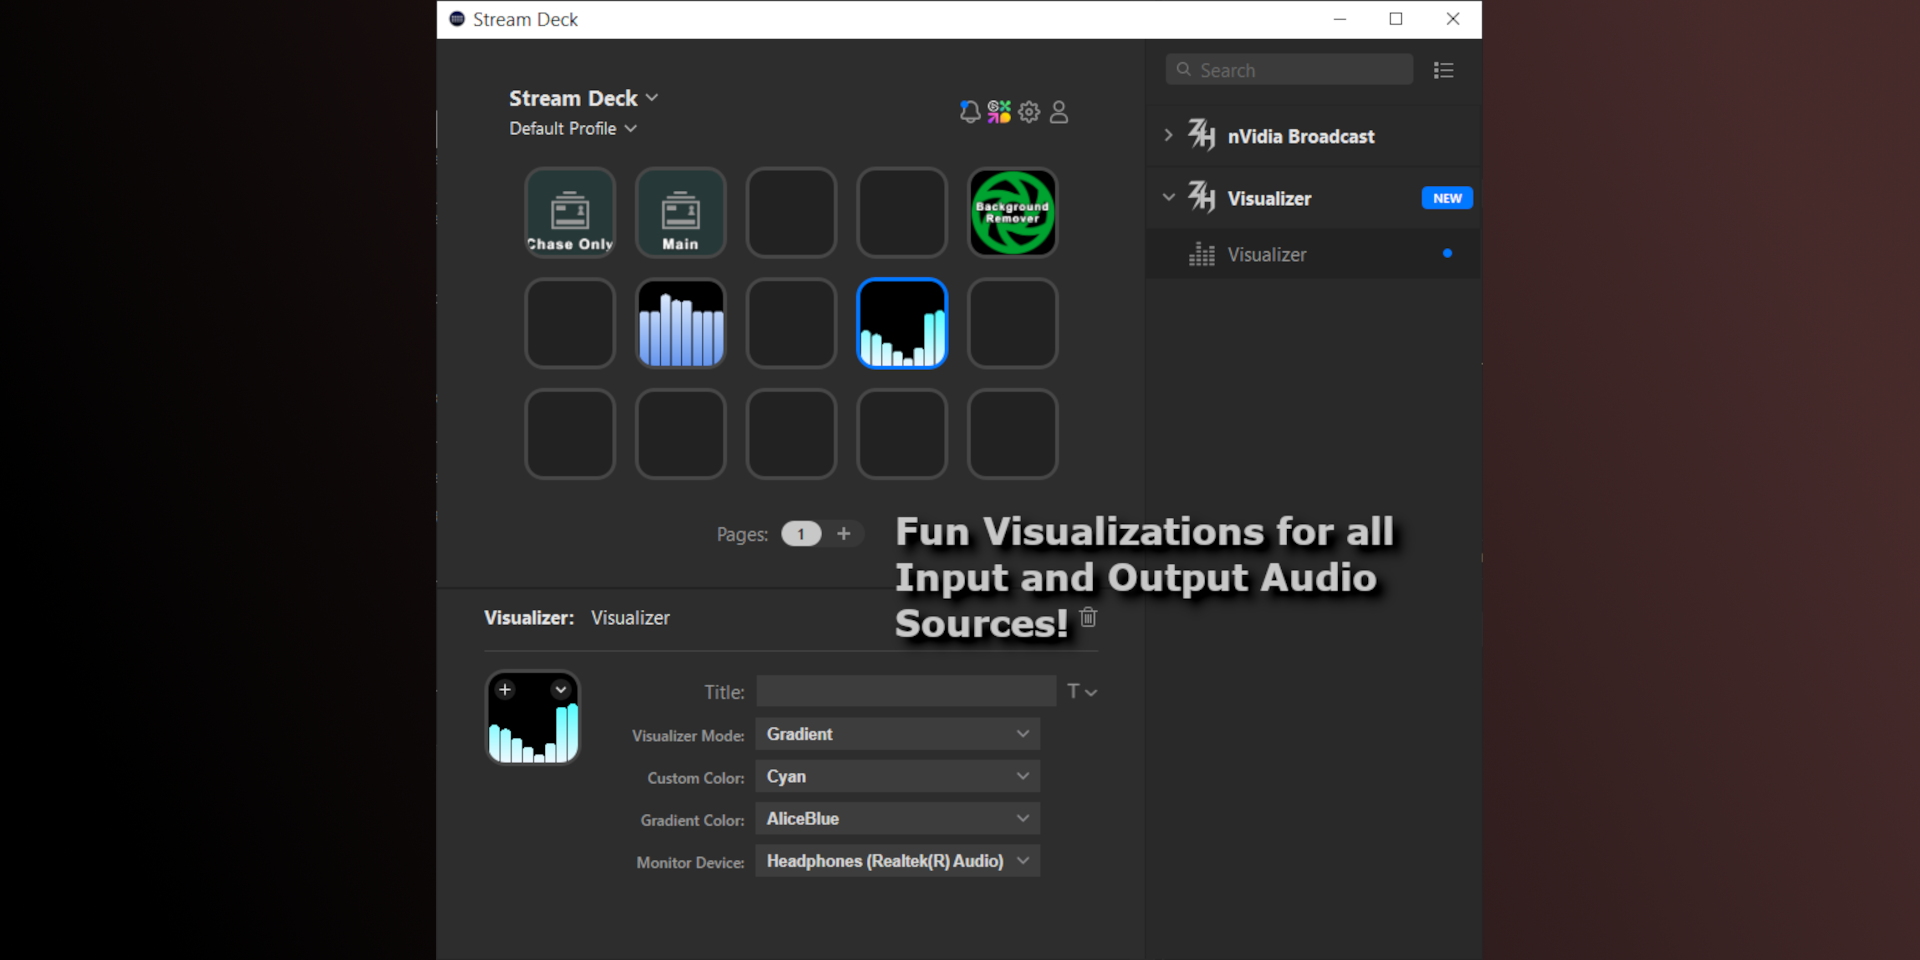 Stream Deck
Stream Deck
Default Profile
Search
nVidia Broadcast
Visualizer NEW
Visualizer
Chase Only
Main
Background
Remover
Pages: 1 +
Fun Visualizations for all
Input and Output Audio
Sources!
Visualizer: Visualizer
Title: T
Visualizer Mode: Gradient
Custom Color: Cyan
Gradient Color: AliceBlue
Monitor Device: Headphones (Realtek(R) Audio)